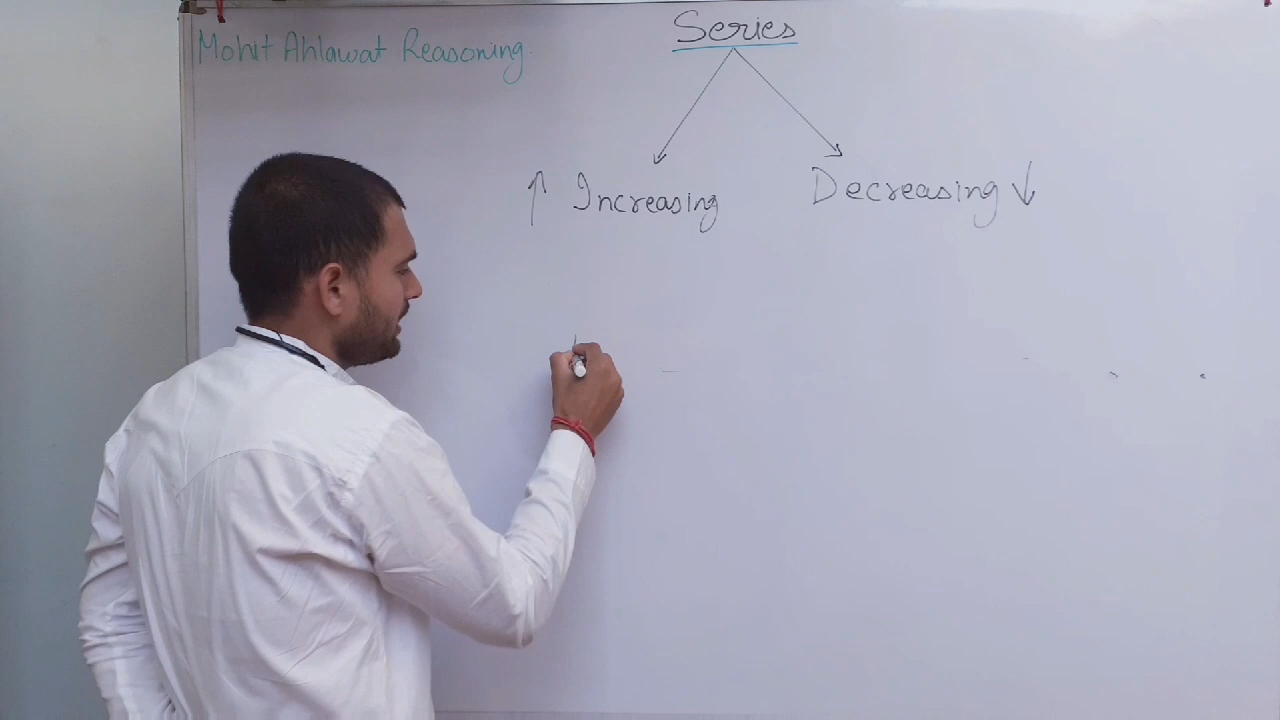 Mohit Ahlawat Reasoning.
Series
↑ Increasing
Decreasing ↓